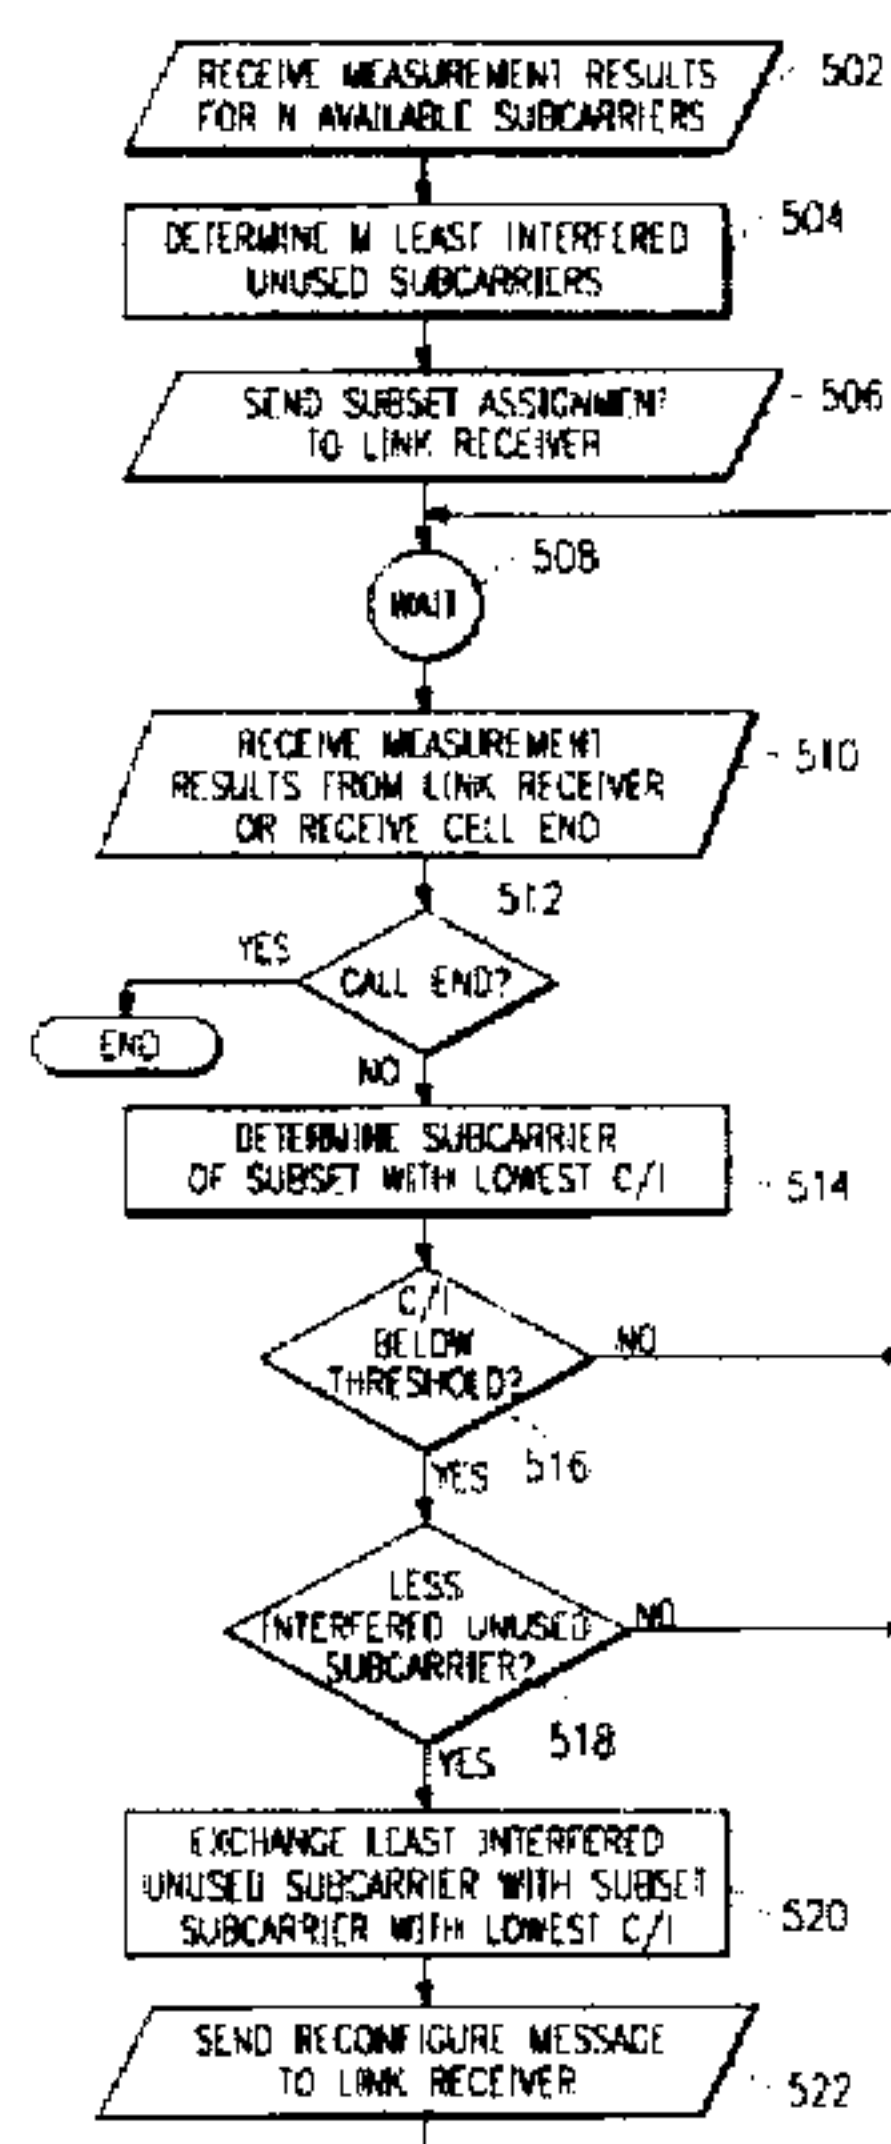 RECEIVE MEASUREMENT RESULTS
FOR N AVAILABLE SUBCARRIERS
502
DETERMINE M LEAST INTERFERED
UNUSED SUBCARRIERS
504
SEND SUBSET ASSIGNMENT
TO LINK RECEIVER
506
WAIT
508
RECEIVE MEASUREMENT
RESULTS FROM LINK RECEIVER
OR RECEIVE CELL END
510
512
CALL END?
YES
END
NO
DETERMINE SUBCARRIER
OF SUBSET WITH LOWEST C/I
514
C/I
BELOW
THRESHOLD?
NO
516
YES
LESS
INTERFERED UNUSED
SUBCARRIER?
NO
518
YES
EXCHANGE LEAST INTERFERED
UNUSED SUBCARRIER WITH SUBSET
SUBCARRIER WITH LOWEST C/I
520
SEND RECONFIGURE MESSAGE
TO LINK RECEIVER
522